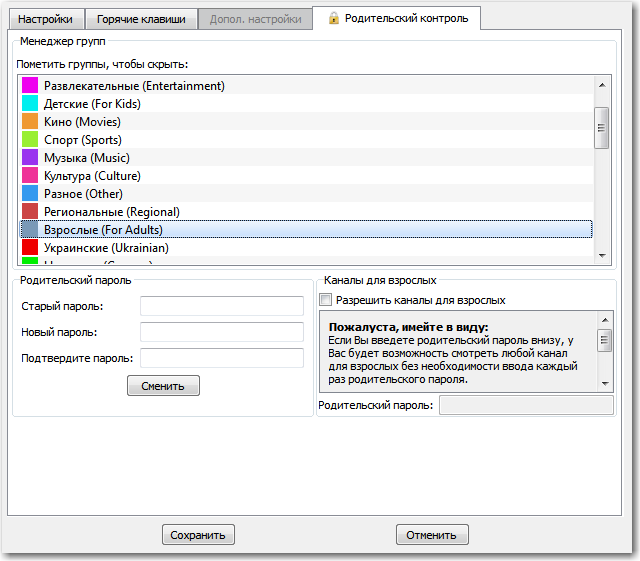 Настройки
Горячие клавиши
Допол. настройки
Родительский контроль
Менеджер групп
Пометить группы, чтобы скрыть:
Развлекательные (Entertainment)
Детские (For Kids)
Кино (Movies)
Спорт (Sports)
Музыка (Music)
Культура (Culture)
Разное (Other)
Региональные (Regional)
Взрослые (For Adults)
Украинские (Ukrainian)
Родительский пароль
Старый пароль:
Новый пароль:
Подтвердите пароль:
Сменить
Каналы для взрослых
Разрешить каналы для взрослых
Пожалуста, имейте в виду:
Если Вы введете родительский пароль внизу, у
Вас будет возможность смотреть любой канал
для взрослых без необходимости ввода каждый
раз родительского пароля.
Родительский пароль:
Сохранить
Отменить